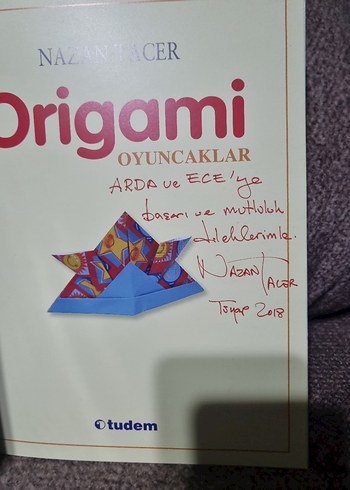 NAZAN TACER
Origami
OYUNCAKLAR
ARDA ve ECE'ye
başarı ve mutluluk
dileklerimle.
NAZAN TACER
Tüyap 2018
tudem